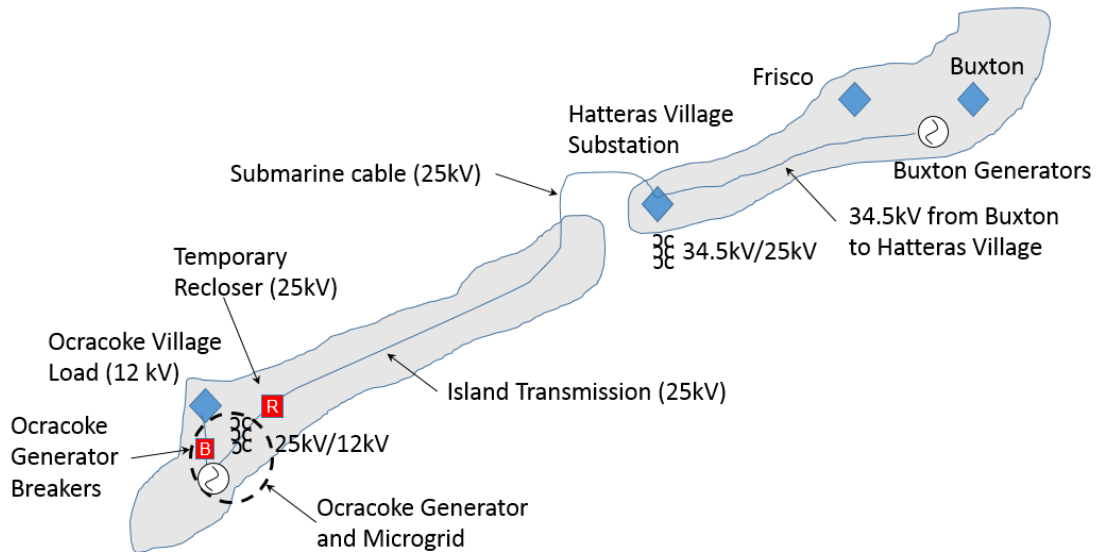 Frisco
Buxton
Hatteras Village
Substation
Submarine cable (25kV)
Buxton Generators
34.5kV from Buxton
to Hatteras Village
34.5kV/25kV
Temporary
Recloser (25kV)
Ocracoke Village
Load (12 kV)
Island Transmission (25kV)
R
Ocracoke
Generator
Breakers
B
25kV/12kV
Ocracoke Generator
and Microgrid